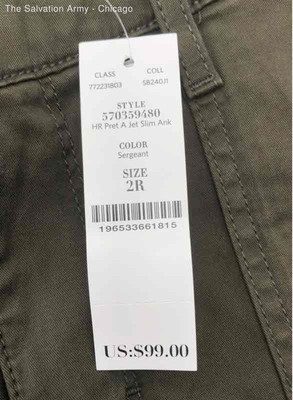 The Salvation Army - Chicago
CLASS COLL
772231803 SB240J1
STYLE
570359480
HR Pret A Jet Slim Ank
COLOR
Sergeant
SIZE
2R
196533661815
US:$99.00